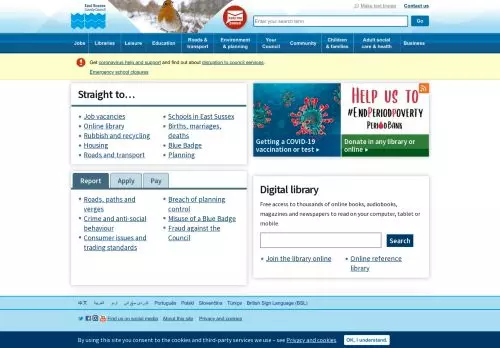 East Sussex
County Council
Make text bigger
Contact us
Enter your search term
Go
Jobs
Libraries
Leisure
Education
Roads &
transport
Environment
& planning
Your
Council
Community
Children
& families
Adult social
care & health
Business
Get coronavirus help and support and find out about disruption to council services.
Emergency school closures
Straight to…
Job vacancies
Online library
Rubbish and recycling
Housing
Roads and transport
Schools in East Sussex
Births, marriages,
deaths
Blue Badge
Planning
Getting a COVID-19
vaccination or test
HELP US TO
#ENDPERIODPOVERTY
PERIODBANK
Donate in any library or
online
Report
Apply
Pay
Roads, paths and
verges
Crime and anti-social
behaviour
Consumer issues and
trading standards
Breach of planning
control
Misuse of a Blue Badge
Fraud against the
Council
Digital library
Free access to thousands of online books, audiobooks,
magazines and newspapers to read on your computer, tablet or
mobile
Search
Join the library online
Online reference
library
中文
العربية
اردو
Português
Polski
Slovenčina
Türkçe
British Sign Language (BSL)
Find us on social media
About this site
Privacy and cookies
By using this site you consent to the cookies and third-party services we use – see Privacy and cookies
OK, I understand.